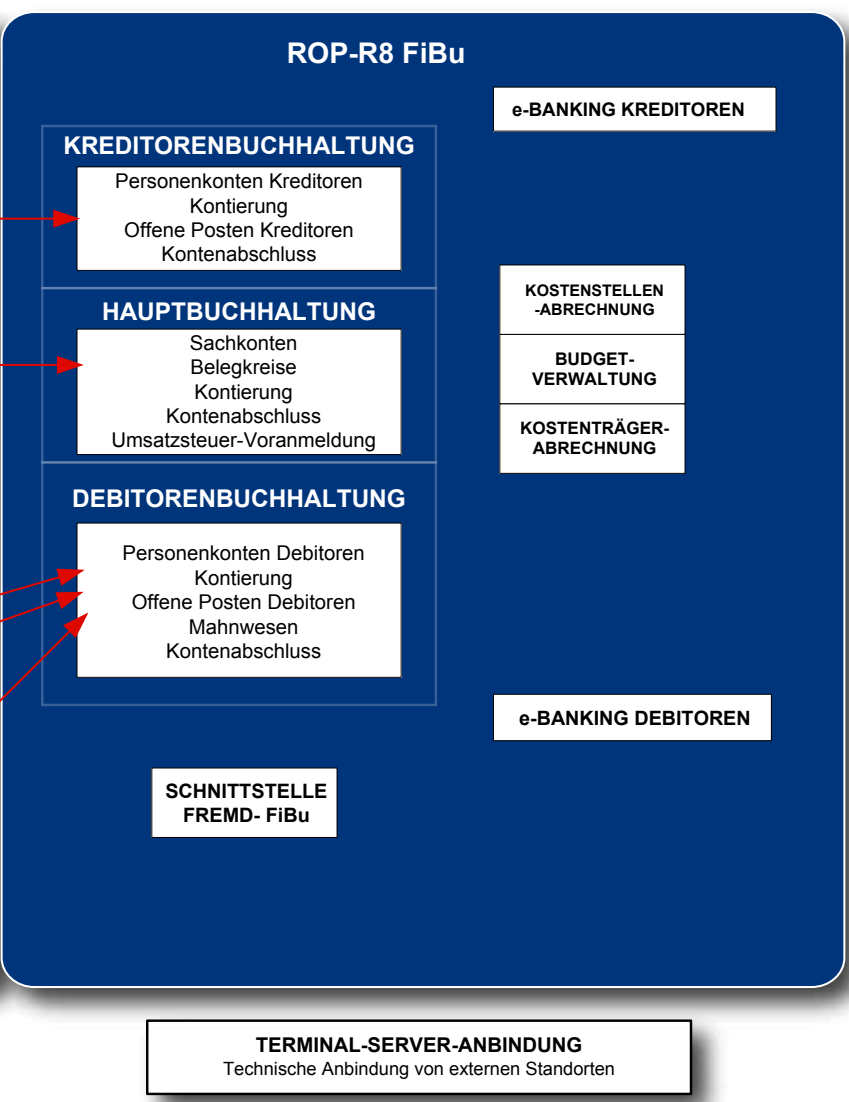 ROP-R8 FiBu
e-BANKING KREDITOREN
KREDITORENBUCHHALTUNG
Personenkonten Kreditoren
Kontierung
Offene Posten Kreditoren
Kontenabschluss
HAUPTBUCHHALTUNG
Sachkonten
Belegkreise
Kontierung
Kontenabschluss
Umsatzsteuer-Voranmeldung
KOSTENSTELLEN
-ABRECHNUNG
BUDGET-
VERWALTUNG
KOSTENTRÄGER-
ABRECHNUNG
DEBITORENBUCHHALTUNG
Personenkonten Debitoren
Kontierung
Offene Posten Debitoren
Mahnwesen
Kontenabschluss
e-BANKING DEBITOREN
SCHNITTSTELLE
FREMD- FiBu
TERMINAL-SERVER-ANBINDUNG
Technische Anbindung von externen Standorten